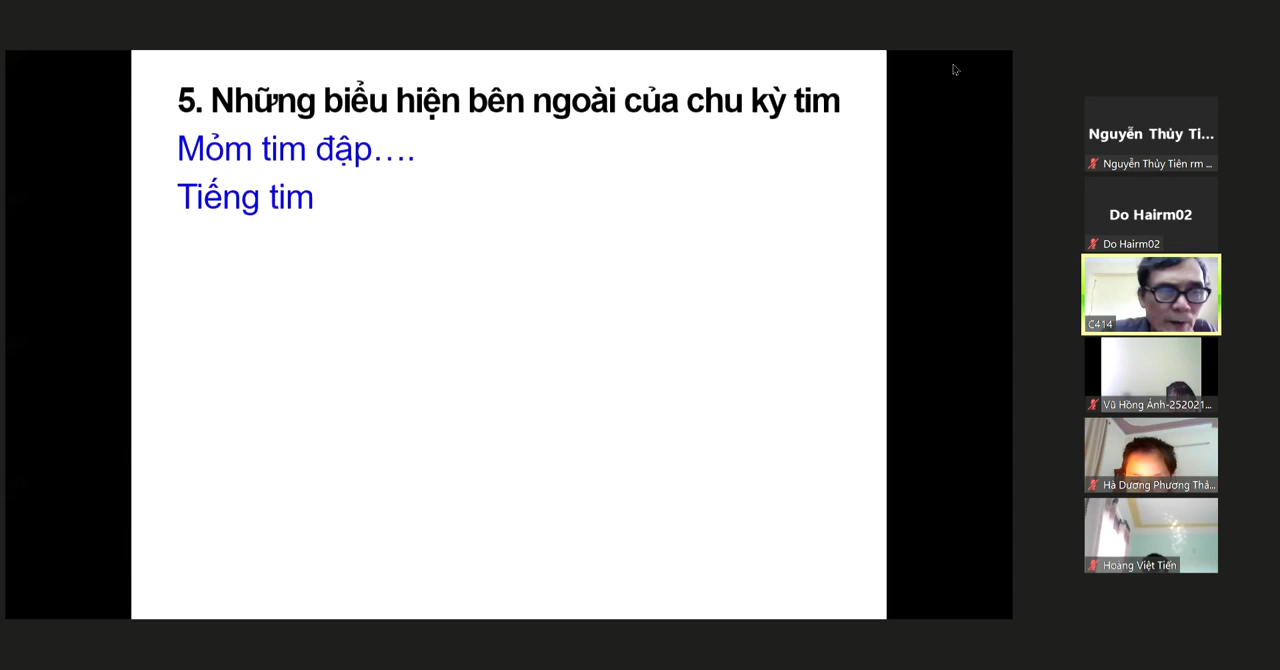 5. Những biểu hiện bên ngoài của chu kỳ tim
Mỏm tim đập….
Tiếng tim
Nguyễn Thủy Ti...
Nguyễn Thủy Tiên rm ...
Do Hairm02
Do Hairm02
C414
Vũ Hồng Ánh-252021...
Hà Dương Phương Thả...
Hoàng Việt Tiến